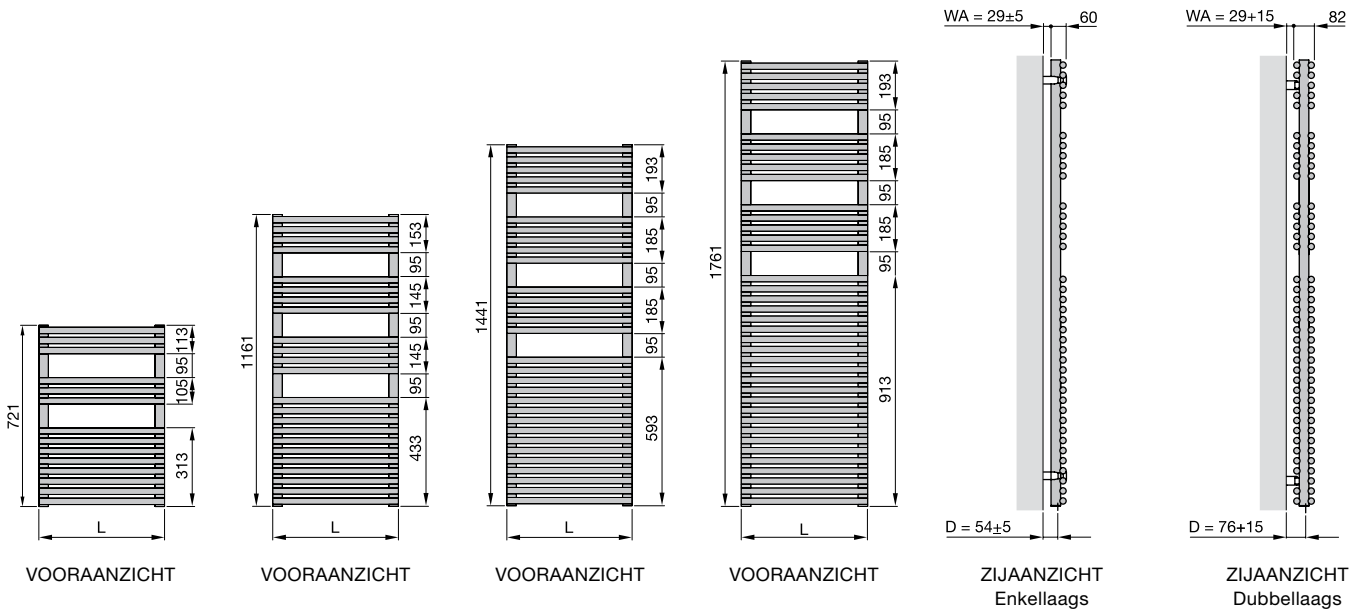 WA = 29±5
60
WA = 29+15
82
721
113
95
105
313
L
VOORAANZICHT
1161
153
95
145
95
145
95
433
L
VOORAANZICHT
1441
193
95
185
95
185
95
593
L
VOORAANZICHT
1761
193
95
185
95
185
95
913
L
VOORAANZICHT
D = 54±5
ZIJAANZICHT
Enkellaags
D = 76+15
ZIJAANZICHT
Dubbellaags